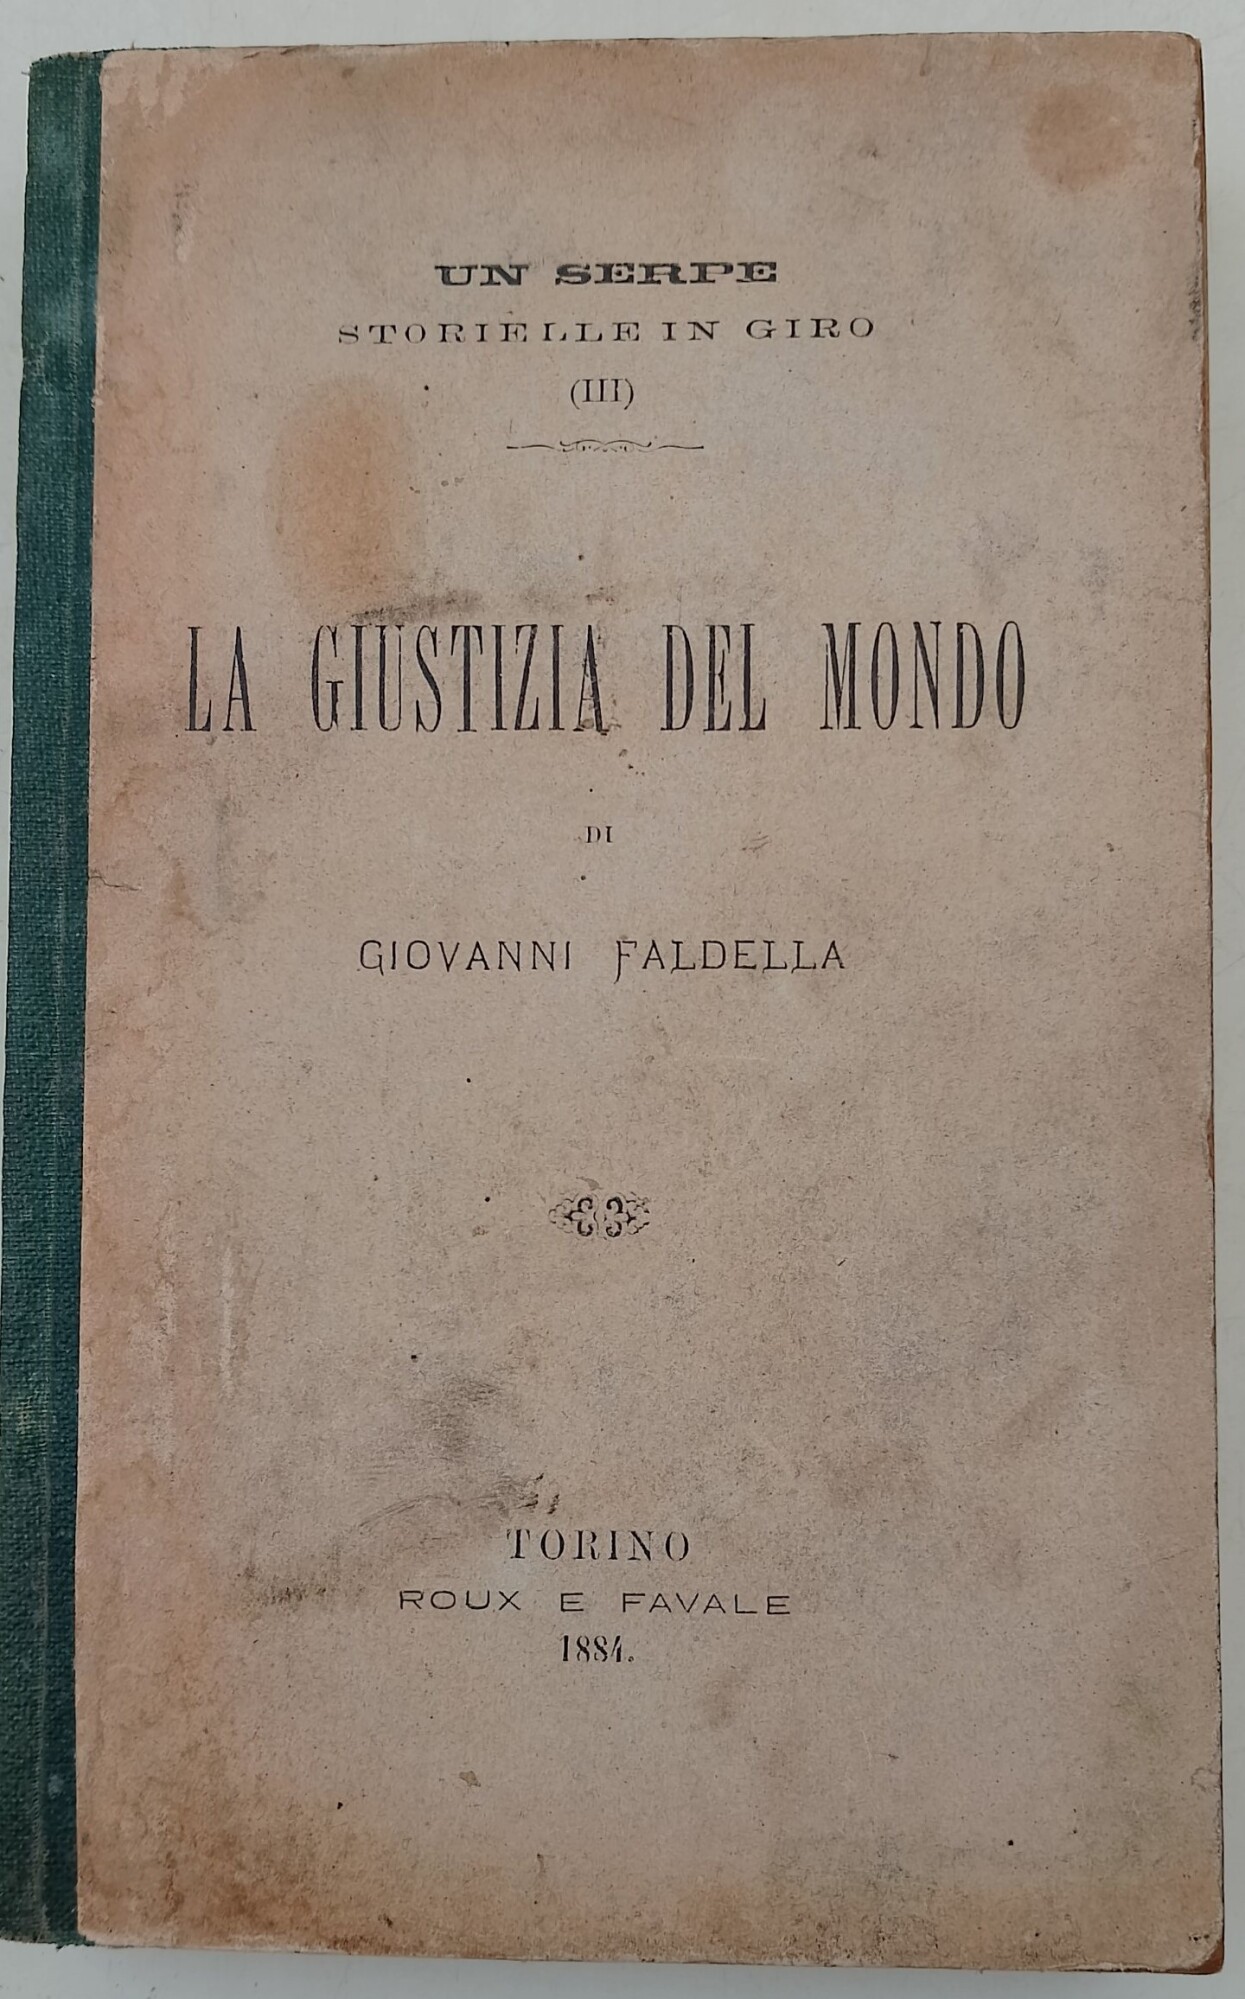 UN SERPE
STORIELLE IN GIRO
(III)
LA GIUSTIZIA DEL MONDO
DI
GIOVANNI FALDELLA
TORINO
ROUX E FAVALE
1884.